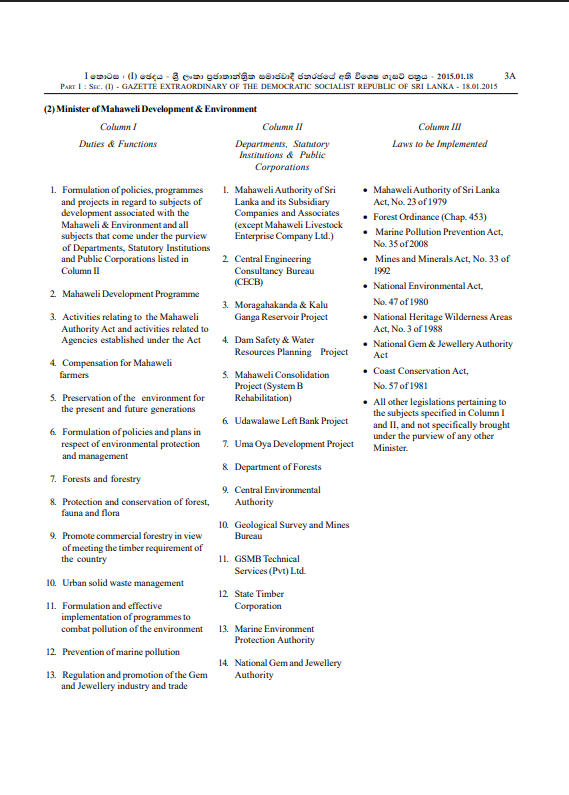 I කොටස : (I) ඡෙදය - ශ්‍රී ලංකා ප්‍රජාතාන්ත්‍රික සමාජවාදී ජනරජයේ අති විශෙෂ ගැසට් පත්‍රය - 2015.01.18 3A
PART I : SEC. (I) - GAZETTE EXTRAORDINARY OF THE DEMOCRATIC SOCIALIST REPUBLIC OF SRI LANKA - 18.01.2015
(2) Minister of Mahaweli Development & Environment
Column I
Duties & Functions
1. Formulation of policies, programmes
and projects in regard to subjects of
development associated with the
Mahaweli & Environment and all
subjects that come under the purview
of Departments, Statutory Institutions
and Public Corporations listed in
Column II
2. Mahaweli Development Programme
3. Activities relating to the Mahaweli
Authority Act and activities related to
Agencies established under the Act
4. Compensation for Mahaweli
farmers
5. Preservation of the environment for
the present and future generations
6. Formulation of policies and plans in
respect of environmental protection
and management
7. Forests and forestry
8. Protection and conservation of forest,
fauna and flora
9. Promote commercial forestry in view
of meeting the timber requirement of
the country
10. Urban solid waste management
11. Formulation and effective
implementation of programmes to
combat pollution of the environment
12. Prevention of marine pollution
13. Regulation and promotion of the Gem
and Jewellery industry and trade
Column II
Departments, Statutory
Institutions & Public
Corporations
1. Mahaweli Authority of Sri
Lanka and its Subsidiary
Companies and Associates
(except Mahaweli Livestock
Enterprise Company Ltd.)
2. Central Engineering
Consultancy Bureau
(CECB)
3. Moragahakanda & Kalu
Ganga Reservoir Project
4. Dam Safety & Water
Resources Planning Project
5. Mahaweli Consolidation
Project (System B
Rehabilitation)
6. Udawalawe Left Bank Project
7. Uma Oya Development Project
8. Department of Forests
9. Central Environmental
Authority
10. Geological Survey and Mines
Bureau
11. GSMB Technical
Services (Pvt) Ltd.
12. State Timber
Corporation
13. Marine Environment
Protection Authority
14. National Gem and Jewellery
Authority
Column III
Laws to be Implemented
• Mahaweli Authority of Sri Lanka
Act, No. 23 of 1979
• Forest Ordinance (Chap. 453)
• Marine Pollution Prevention Act,
No. 35 of 2008
• Mines and Minerals Act, No. 33 of
1992
• National Environmental Act,
No. 47 of 1980
• National Heritage Wilderness Areas
Act, No. 3 of 1988
• National Gem & Jewellery Authority
Act
• Coast Conservation Act,
No. 57 of 1981
• All other legislations pertaining to
the subjects specified in Column I
and II, and not specifically brought
under the purview of any other
Minister.